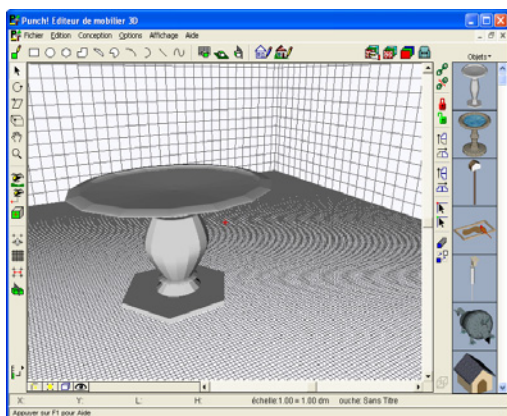 Punch! Editeur de mobilier 3D
Fichier Edition Conception Options Affichage Aide
Objets
X: Y: L: H: échelle:1.00 = 1.00 dm ouche: Sans Titre
Appuyer sur F1 pour Aide